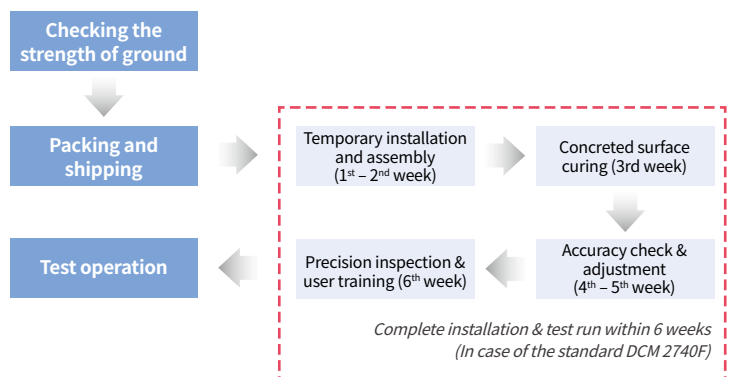 Checking the
strength of ground
Packing and
shipping
Temporary installation
and assembly
(1st – 2nd week)
Concreted surface
curing (3rd week)
Accuracy check &
adjustment
(4th – 5th week)
Precision inspection &
user training (6th week)
Test operation
Complete installation & test run within 6 weeks
(In case of the standard DCM 2740F)